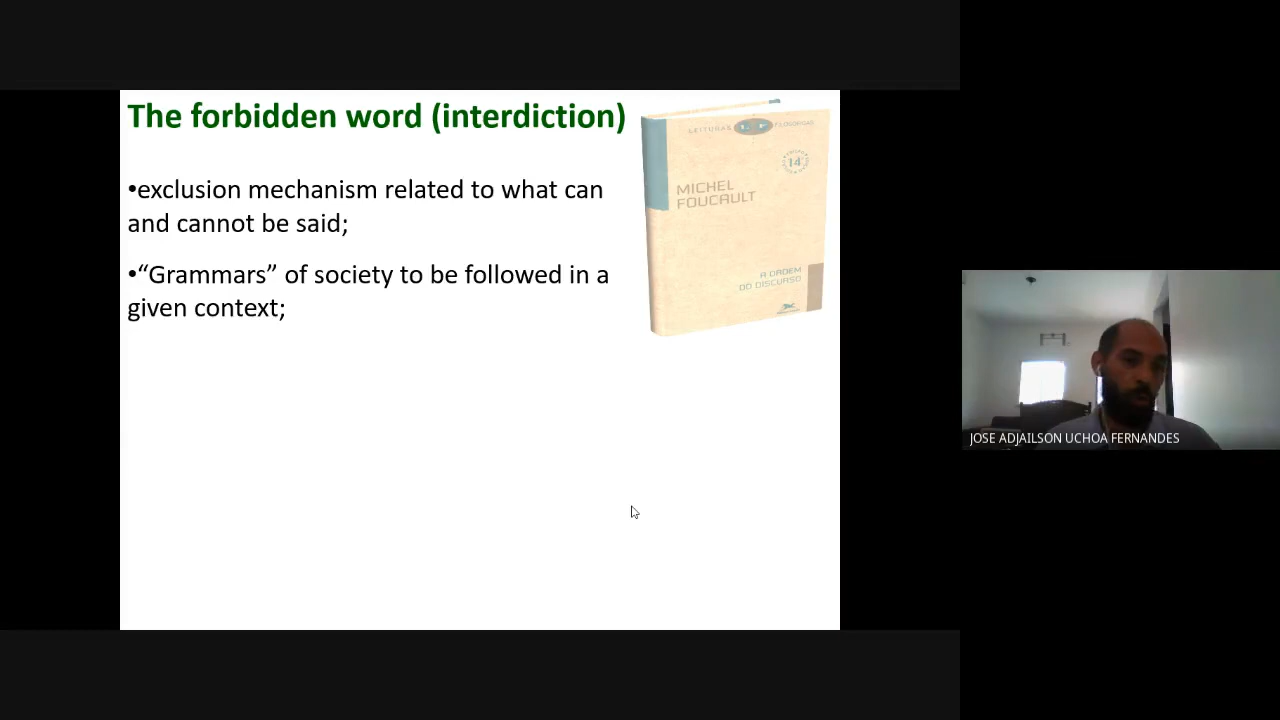 The forbidden word (interdiction)
•exclusion mechanism related to what can
and cannot be said;
•“Grammars” of society to be followed in a
given context;
LEITURAS FILOSÓFICAS
14ª
MICHEL
FOUCAULT
A ORDEM
DO DISCURSO
JOSE ADJAILSON UCHOA FERNANDES